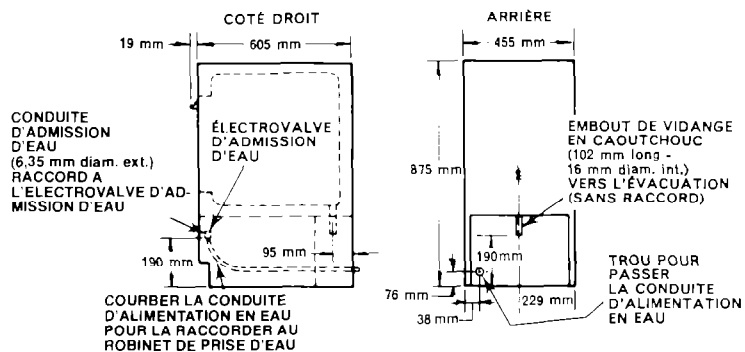 COTÉ DROIT
19 mm
605 mm
CONDUITE
D'ADMISSION
D'EAU
(6,35 mm diam. ext.)
RACCORD A
L'ELECTROVALVE D'AD-
MISSION D'EAU
ÉLECTROVALVE
D'ADMISSION
D'EAU
190 mm
95 mm
COURBER LA CONDUITE
D'ALIMENTATION EN EAU
POUR LA RACCORDER AU
ROBINET DE PRISE D'EAU
ARRIÈRE
455 mm
875 mm
EMBOUT DE VIDANGE
EN CAOUTCHOUC
(102 mm long -
16 mm diam. int.)
VERS L'ÉVACUATION
(SANS RACCORD)
190mm
76 mm
38 mm
229 mm
TROU POUR
PASSER
LA CONDUITE
D'ALIMENTATION
EN EAU